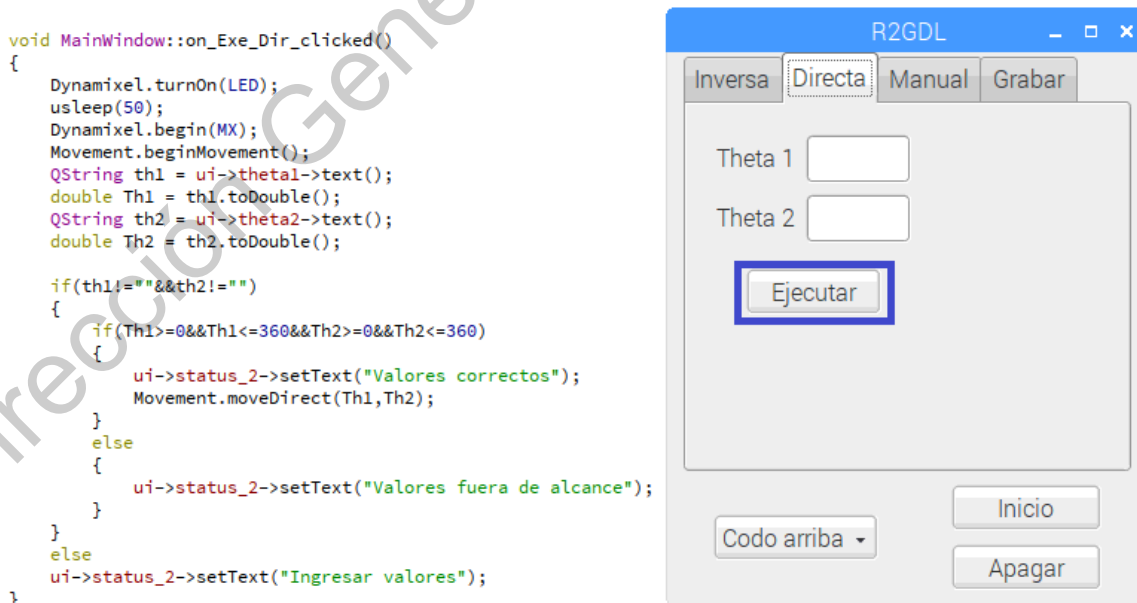 void MainWindow::on_Exe_Dir_clicked()
{
    Dynamixel.turnOn(LED);
    usleep(50);
    Dynamixel.begin(MX);
    Movement.beginMovement();
    QString th1 = ui->theta1->text();
    double Th1 = th1.toDouble();
    QString th2 = ui->theta2->text();
    double Th2 = th2.toDouble();

    if(th1!=""&&th2!="")
    {
        if(Th1>=0&&Th1<=360&&Th2>=0&&Th2<=360)
        {
            ui->status_2->setText("Valores correctos");
            Movement.moveDirect(Th1,Th2);
        }
        else
        {
            ui->status_2->setText("Valores fuera de alcance");
        }
    }
    else
    ui->status_2->setText("Ingresar valores");
}
R2GDL
Inversa Directa Manual Grabar
Theta 1
Theta 2
Ejecutar
Codo arriba
Inicio
Apagar
rección Gene